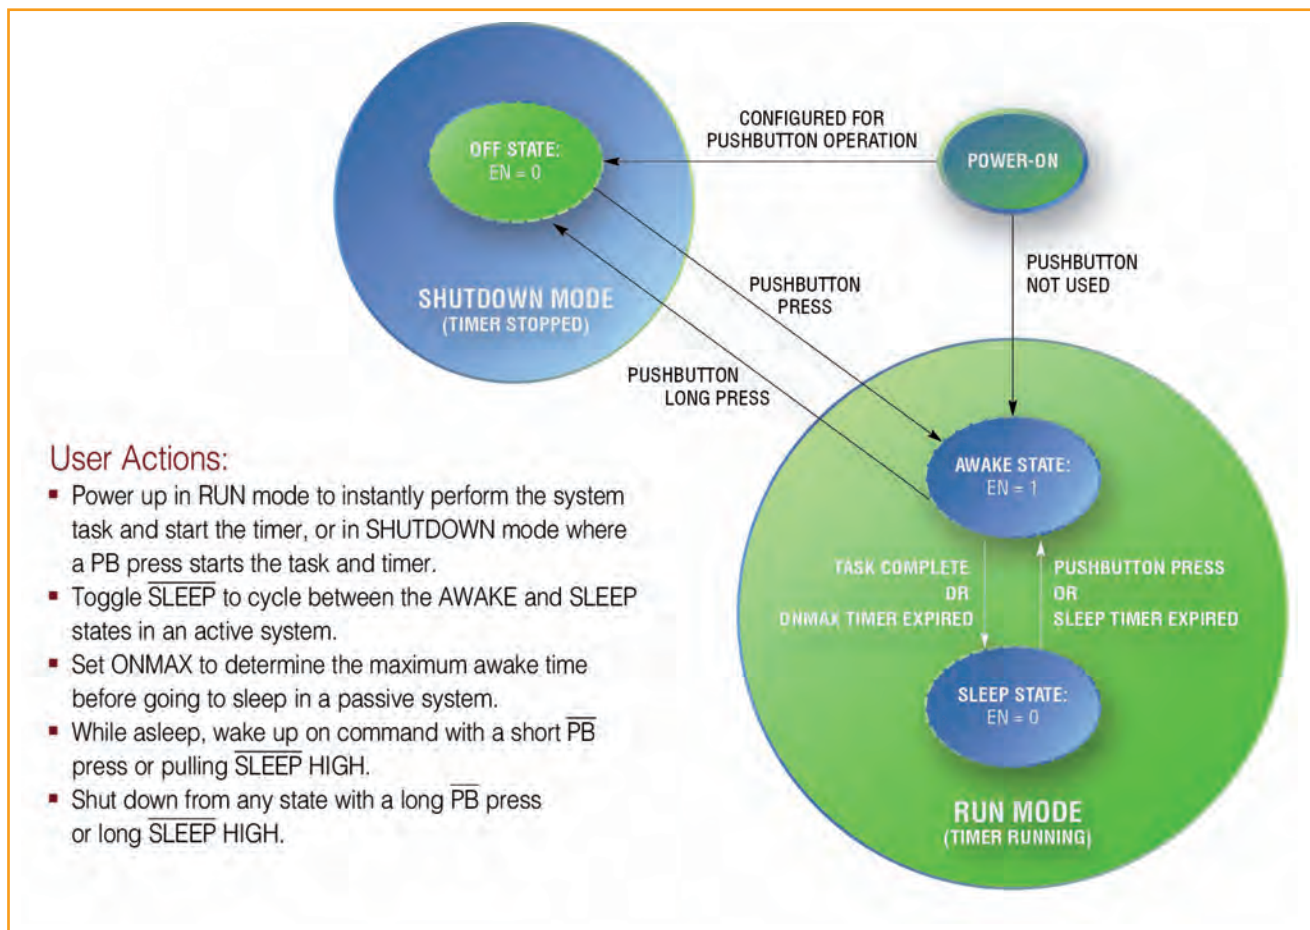 CONFIGURED FOR
PUSHBUTTON OPERATION
OFF STATE:
EN = 0
POWER-ON
PUSHBUTTON
NOT USED
SHUTDOWN MODE
(TIMER STOPPED)
PUSHBUTTON
PRESS
PUSHBUTTON
LONG PRESS
AWAKE STATE:
EN = 1
TASK COMPLETE
OR
ONMAX TIMER EXPIRED
PUSHBUTTON PRESS
OR
SLEEP TIMER EXPIRED
SLEEP STATE:
EN = 0
RUN MODE
(TIMER RUNNING)
User Actions:
▪ Power up in RUN mode to instantly perform the system
task and start the timer, or in SHUTDOWN mode where
a PB press starts the task and timer.
▪ Toggle S̅L̅E̅E̅P̅ to cycle between the AWAKE and SLEEP
states in an active system.
▪ Set ONMAX to determine the maximum awake time
before going to sleep in a passive system.
▪ While asleep, wake up on command with a short P̅B̅
press or pulling S̅L̅E̅E̅P̅ HIGH.
▪ Shut down from any state with a long P̅B̅ press
or long S̅L̅E̅E̅P̅ HIGH.